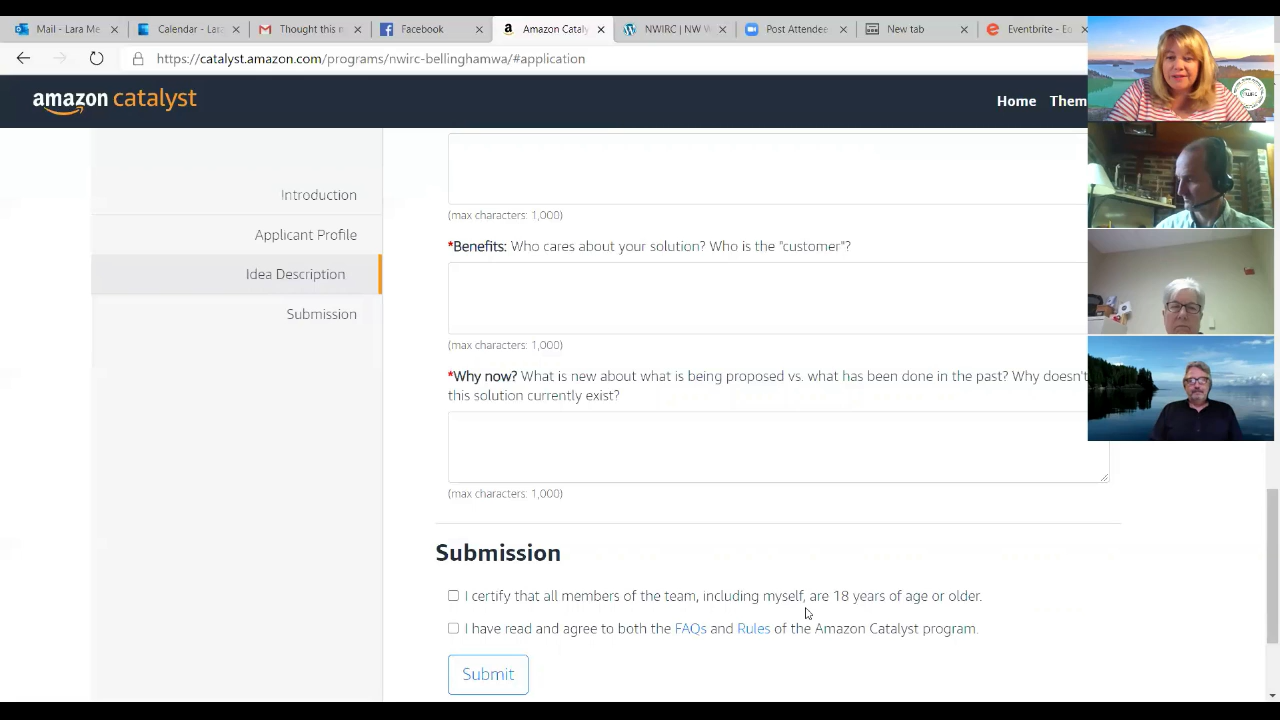 Mail - Lara Me
Calendar - Lara
Thought this m
Facebook
Amazon Cataly
NWIRC | NW W
Post Attendee
New tab
Eventbrite - Eo
https://catalyst.amazon.com/programs/nwirc-bellinghamwa/#application
amazon catalyst
Home Them
Introduction
Applicant Profile
Idea Description
Submission
(max characters: 1,000)
*Benefits: Who cares about your solution? Who is the "customer"?
(max characters: 1,000)
*Why now? What is new about what is being proposed vs. what has been done in the past? Why doesn't
this solution currently exist?
(max characters: 1,000)
Submission
I certify that all members of the team, including myself, are 18 years of age or older.
I have read and agree to both the FAQs and Rules of the Amazon Catalyst program.
Submit